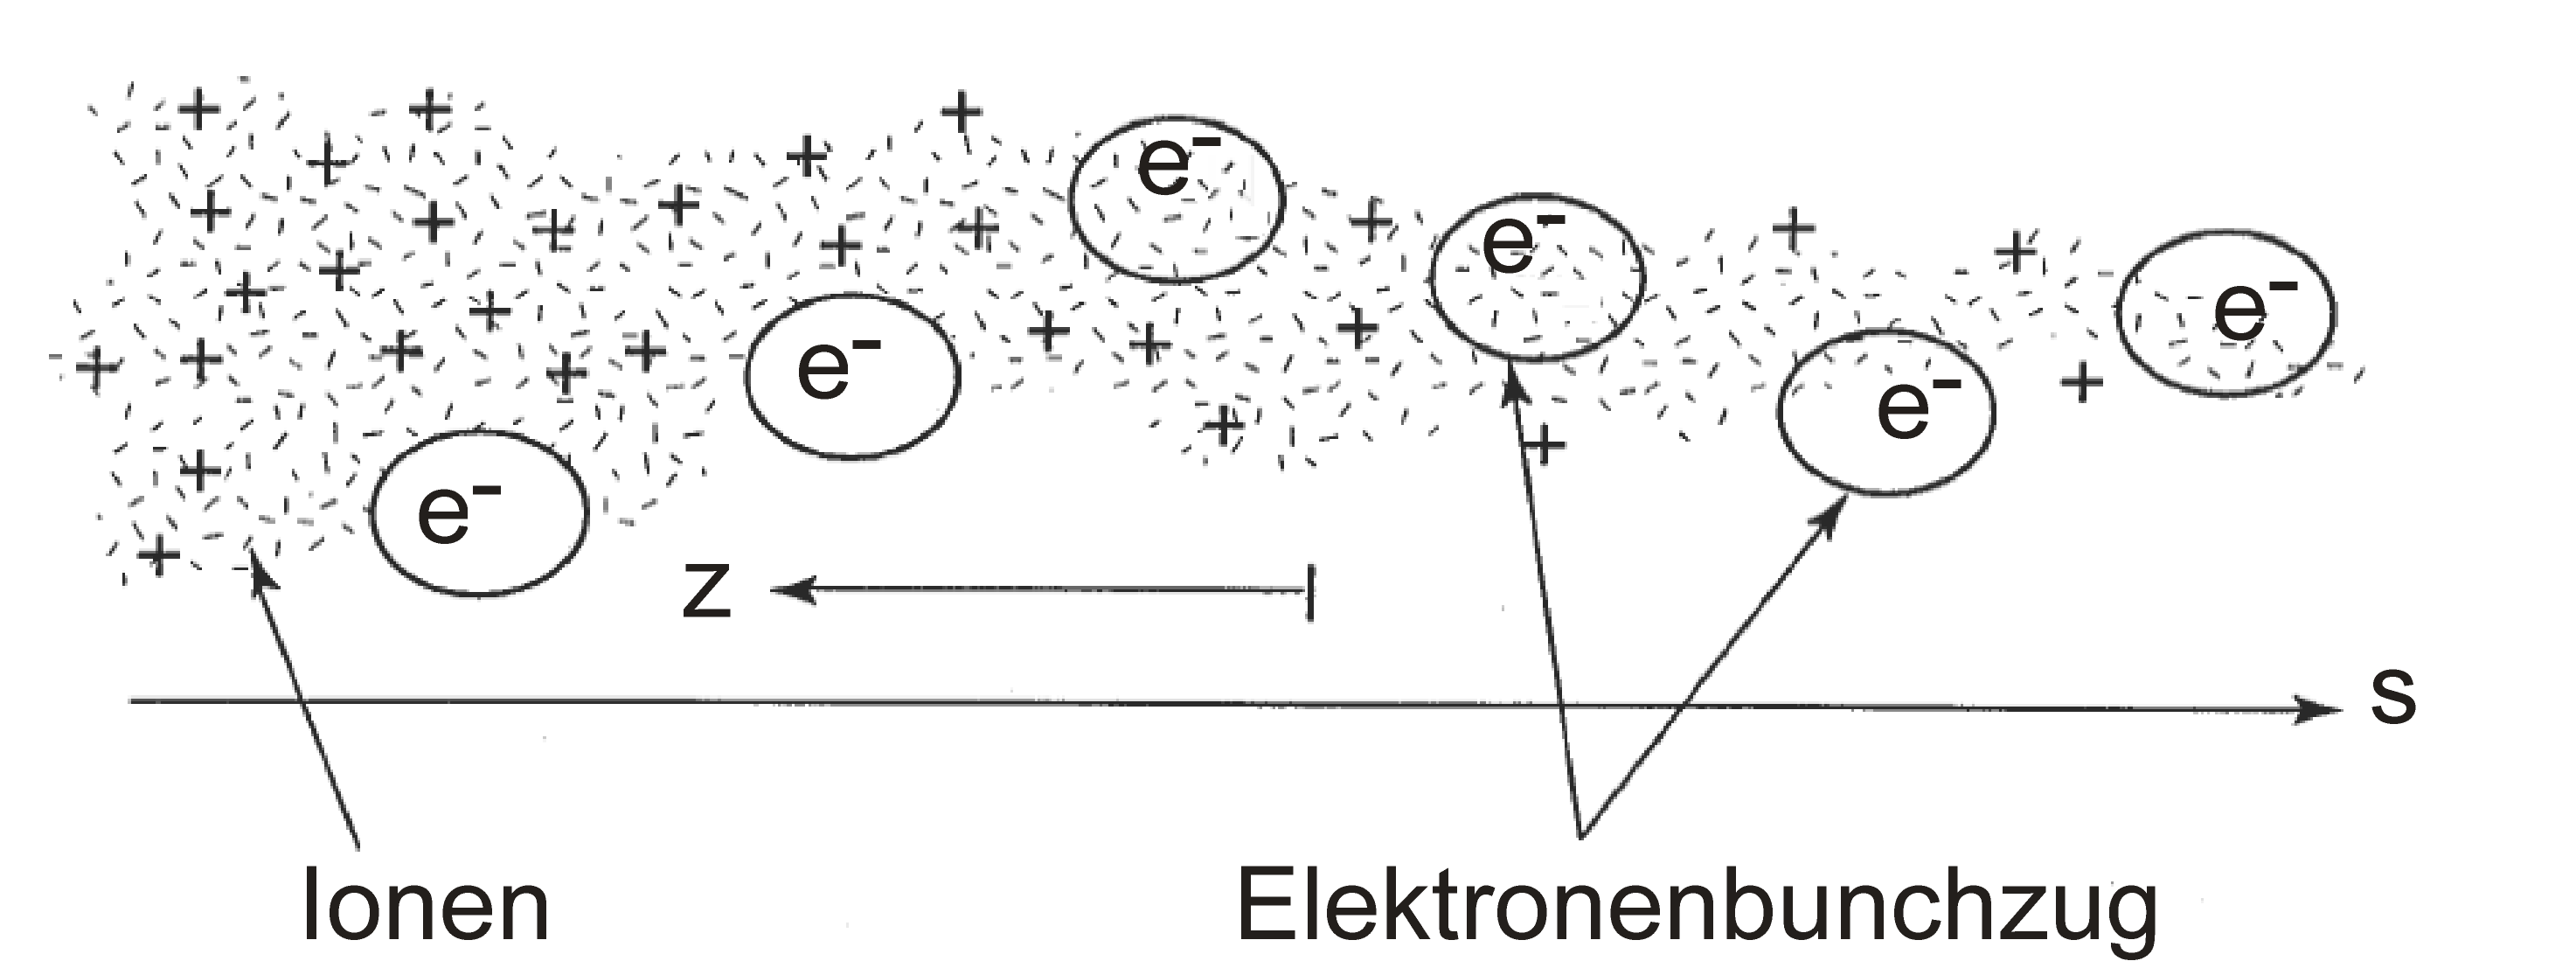 e⁻
e⁻
e⁻
e⁻
e⁻
e⁻
z
s
Ionen
Elektronenbunchzug